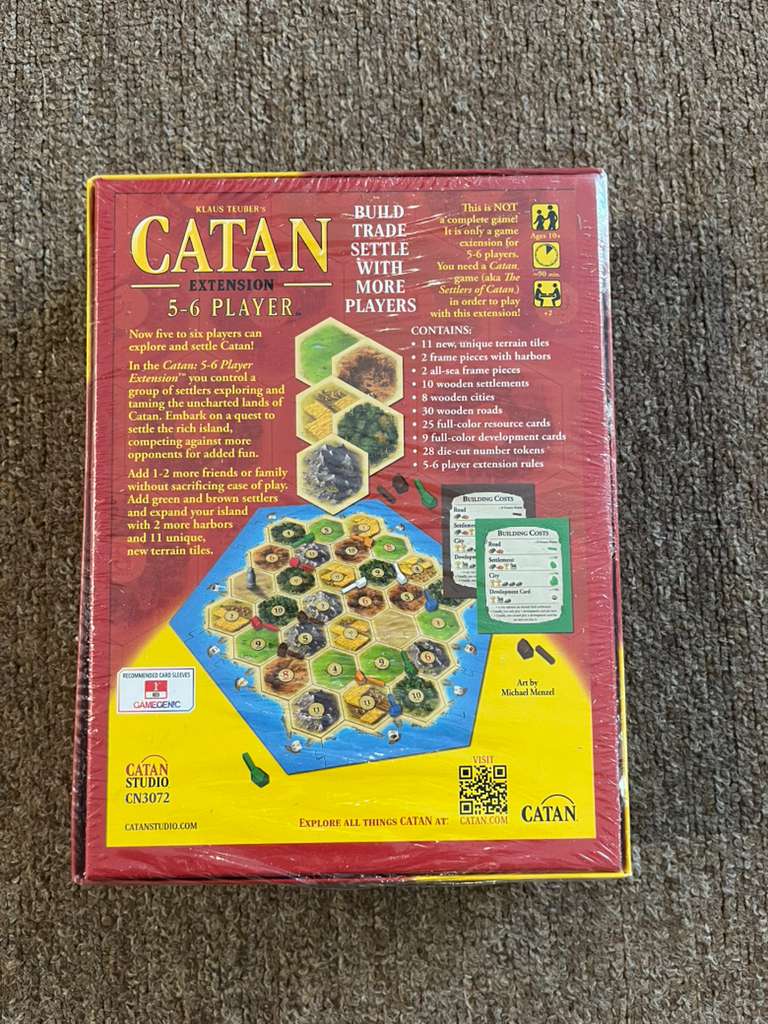 KLAUS TEUBER'S
CATAN
EXTENSION
5-6 PLAYER™
BUILD
TRADE
SETTLE
WITH
MORE
PLAYERS
This is NOT
a complete game!
It is only a game
extension for
5-6 players.
You need a Catan
game (aka The
Settlers of Catan)
in order to play
with this extension!
Ages 10+
~90 min.
+2
Now five to six players can
explore and settle Catan!
In the Catan: 5-6 Player
Extension™ you control a
group of settlers exploring and
taming the uncharted lands of
Catan. Embark on a quest to
settle the rich island,
competing against more
opponents for added fun.
Add 1-2 more friends or family
without sacrificing ease of play.
Add green and brown settlers
and expand your island
with 2 more harbors
and 11 unique,
new terrain tiles.
CONTAINS:
• 11 new, unique terrain tiles
• 2 frame pieces with harbors
• 2 all-sea frame pieces
• 10 wooden settlements
• 8 wooden cities
• 30 wooden roads
• 25 full-color resource cards
• 9 full-color development cards
• 28 die-cut number tokens
• 5-6 player extension rules
BUILDING COSTS
Road
City
BUILDING COSTS
Road
Settlement
City
Development Card
Art by
Michael Menzel
RECOMMENDED CARD SLEEVES
GAMEGENIC
CATAN
STUDIO
CN3072
CATANSTUDIO.COM
EXPLORE ALL THINGS CATAN AT:
VISIT
CATAN.COM
CATAN